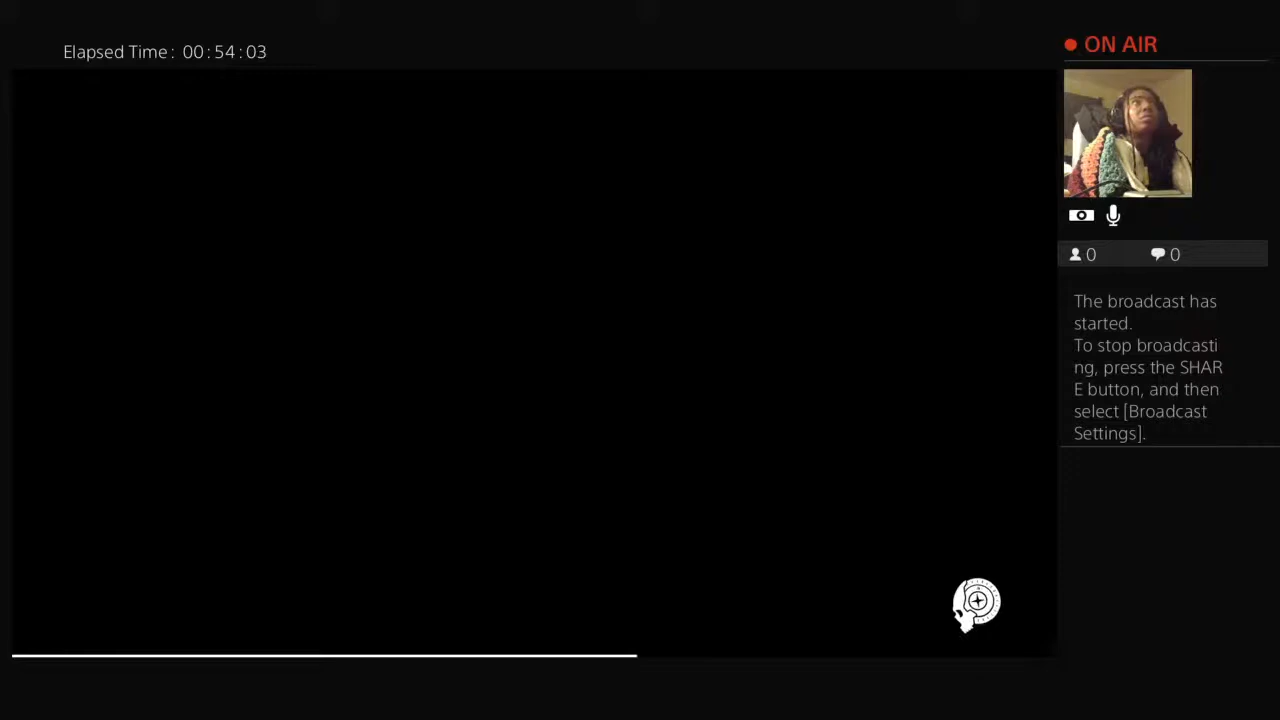 Elapsed Time: 00:54:03
ON AIR
0
0
The broadcast has
started.
To stop broadcasti
ng, press the SHAR
E button, and then
select [Broadcast
Settings].